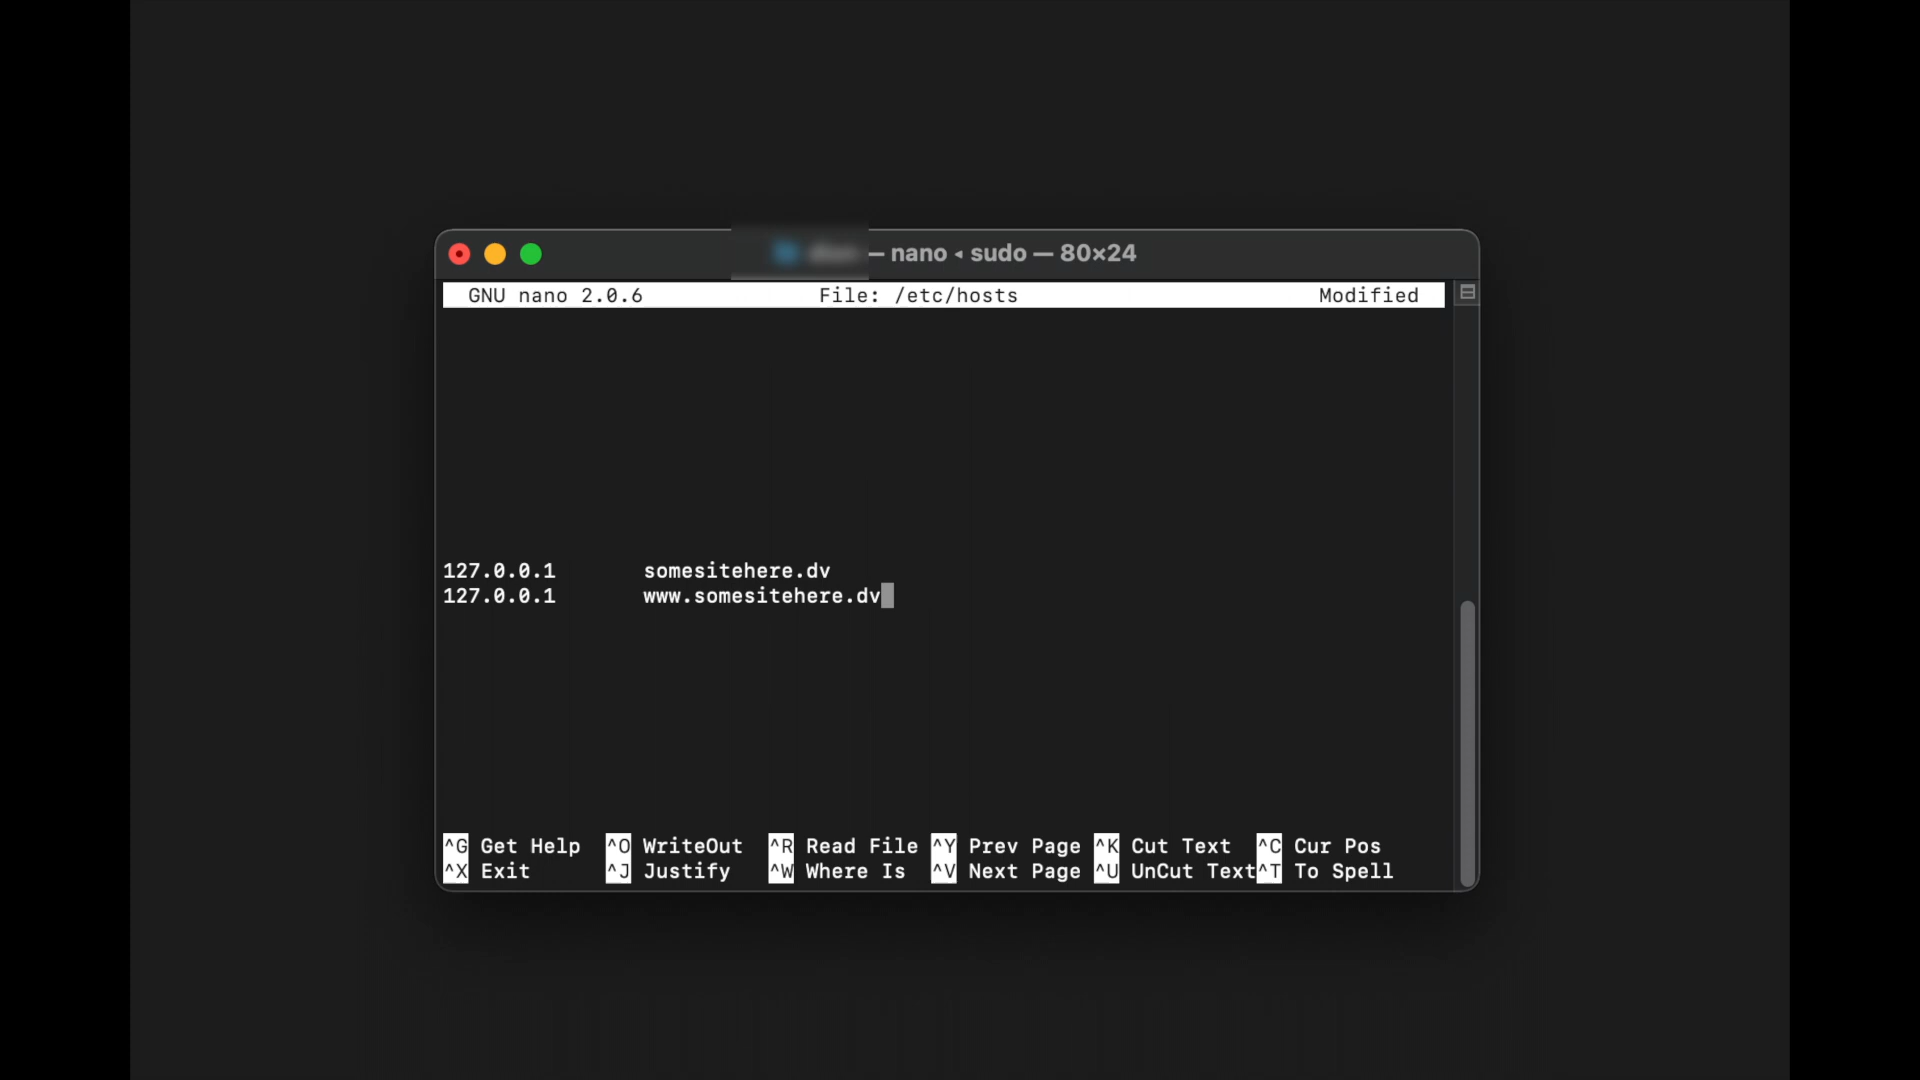 — nano ◂ sudo — 80×24
GNU nano 2.0.6 File: /etc/hosts Modified
127.0.0.1 somesitehere.dv
127.0.0.1 www.somesitehere.dv
^G Get Help ^O WriteOut ^R Read File ^Y Prev Page ^K Cut Text ^C Cur Pos
^X Exit ^J Justify ^W Where Is ^V Next Page ^U UnCut Text ^T To Spell